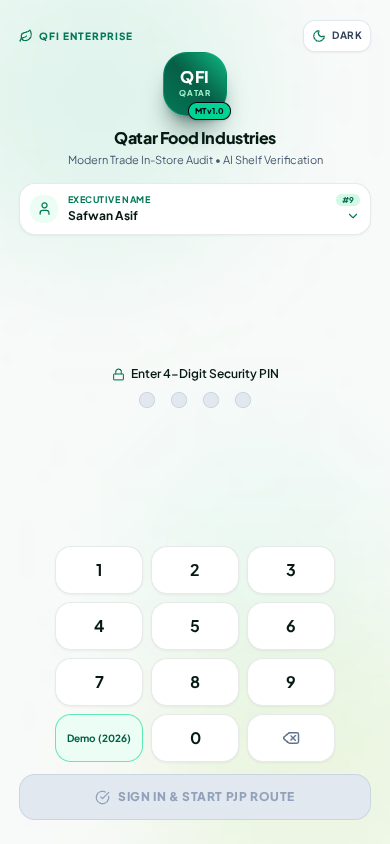 QFI ENTERPRISE
DARK
QFI
QATAR
MTv1.0
Qatar Food Industries
Modern Trade In-Store Audit • AI Shelf Verification
EXECUTIVE NAME
#9
Safwan Asif
Enter 4-Digit Security PIN
1 2 3
4 5 6
7 8 9
Demo (2026) 0
SIGN IN & START PJP ROUTE